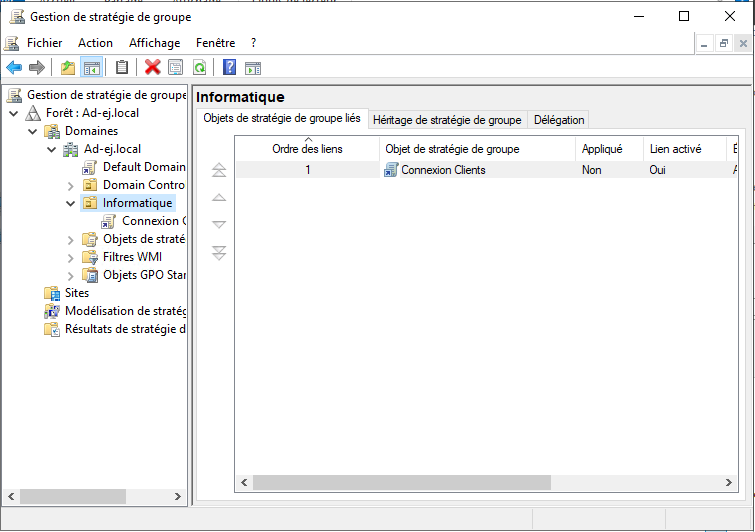 Gestion de stratégie de groupe
Fichier Action Affichage Fenêtre ?
Gestion de stratégie de groupe
Forêt : Ad-ej.local
Domaines
Ad-ej.local
Default Domain
Domain Contro
Informatique
Connexion C
Objets de straté
Filtres WMI
Objets GPO Star
Sites
Modélisation de stratég
Résultats de stratégie d
Informatique
Objets de stratégie de groupe liés Héritage de stratégie de groupe Délégation
Ordre des liens Objet de stratégie de groupe Appliqué Lien activé É
1 Connexion Clients Non Oui A